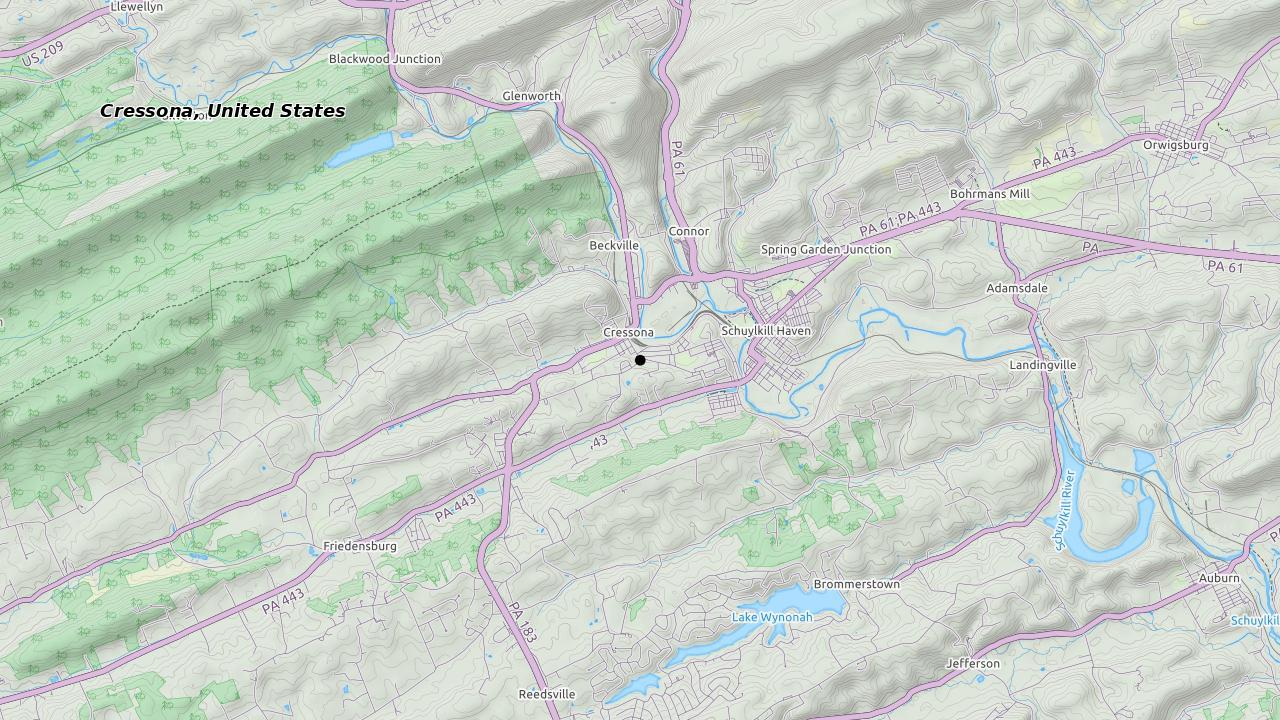 Llewellyn
US 209
Blackwood Junction
Glenworth
Cressona, United States
PA 61
PA 443
Orwigsburg
Bohrmans Mill
PA 61;PA 443
Connor
Beckville
Spring Garden Junction
PA
PA 61
Adamsdale
Cressona
Schuylkill Haven
Landingville
43
PA 443
Schuylkill River
Friedensburg
Auburn
Brommerstown
PA 443
Lake Wynonah
PA 183
Schuylkil
Jefferson
Reedsville